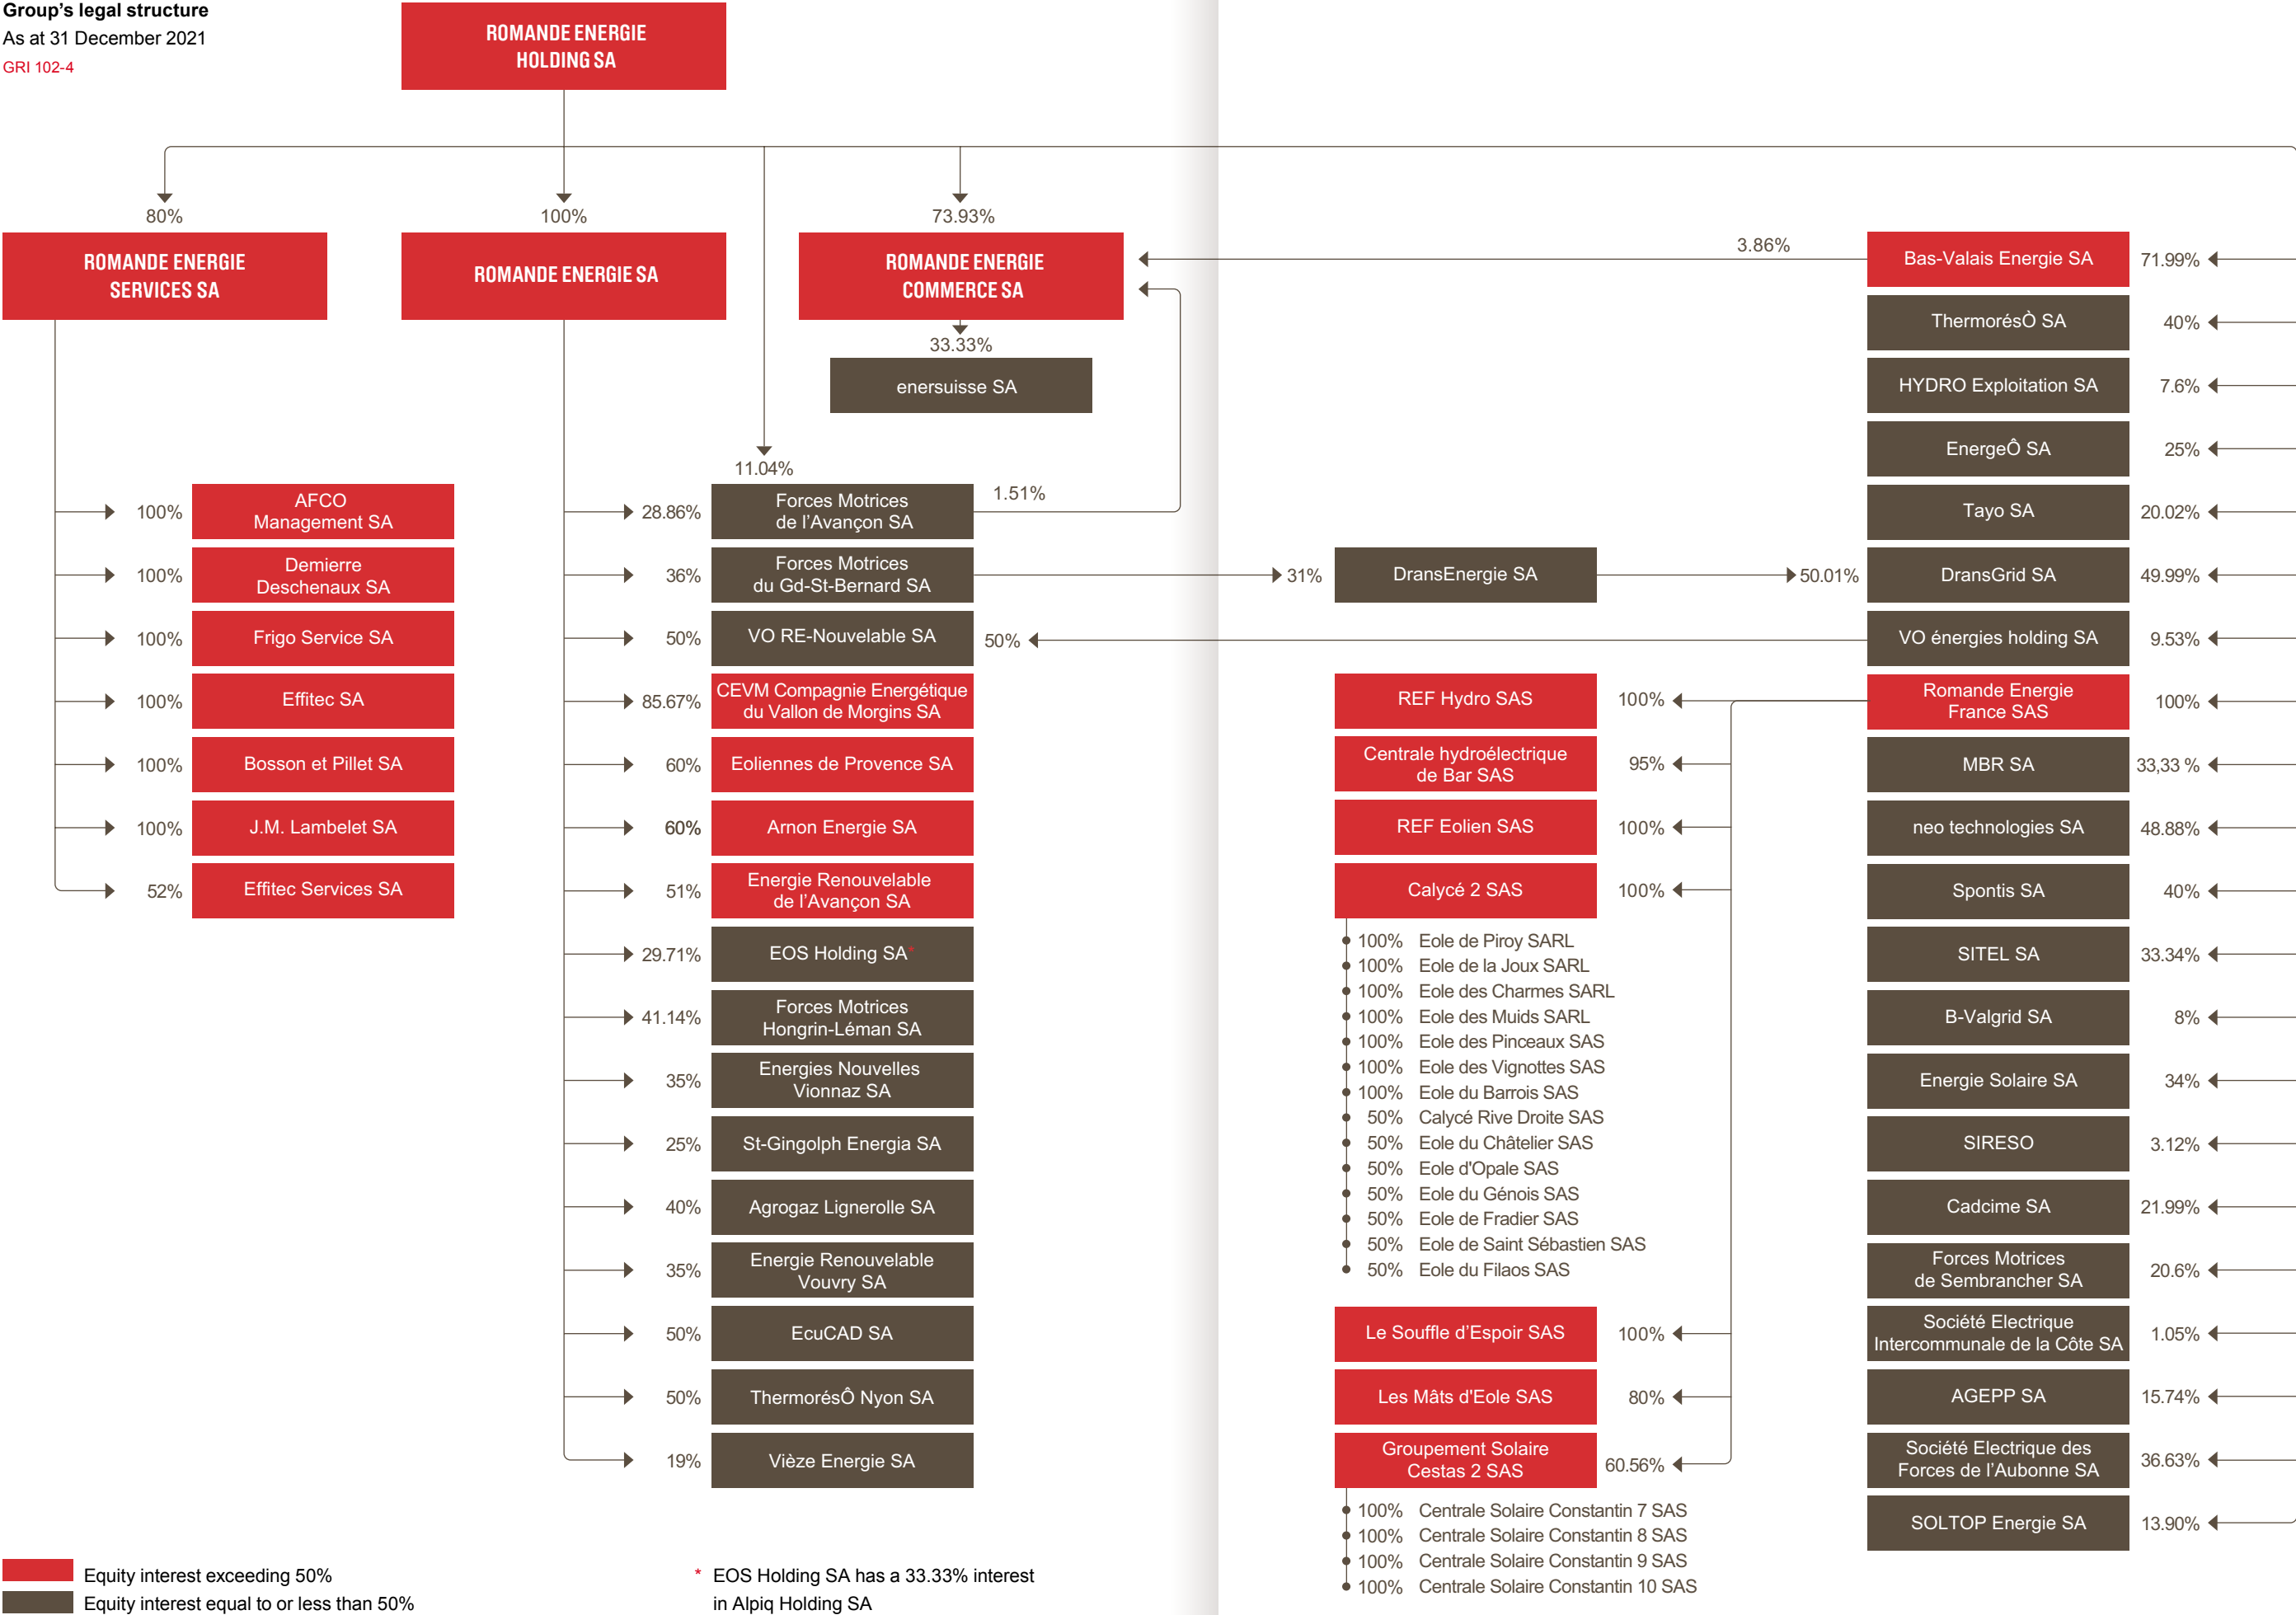 Group’s legal structure
As at 31 December 2021
GRI 102-4
ROMANDE ENERGIE
HOLDING SA
80%
100%
73.93%
ROMANDE ENERGIE
SERVICES SA
ROMANDE ENERGIE SA
ROMANDE ENERGIE
COMMERCE SA
33.33%
enersuisse SA
11.04%
100%
AFCO
Management SA
100%
Demierre
Deschenaux SA
100%
Frigo Service SA
100%
Effitec SA
100%
Bosson et Pillet SA
100%
J.M. Lambelet SA
52%
Effitec Services SA
28.86%
Forces Motrices
de l’Avançon SA
1.51%
36%
Forces Motrices
du Gd-St-Bernard SA
50%
VO RE-Nouvelable SA
50%
85.67%
CEVM Compagnie Energétique
du Vallon de Morgins SA
60%
Eoliennes de Provence SA
60%
Arnon Energie SA
51%
Energie Renouvelable
de l’Avançon SA
29.71%
EOS Holding SA*
41.14%
Forces Motrices
Hongrin-Léman SA
35%
Energies Nouvelles
Vionnaz SA
25%
St-Gingolph Energia SA
40%
Agrogaz Lignerolle SA
35%
Energie Renouvelable
Vouvry SA
50%
EcuCAD SA
50%
ThermorésÔ Nyon SA
19%
Vièze Energie SA
31%
DransEnergie SA
50.01%
REF Hydro SAS
100%
Centrale hydroélectrique
de Bar SAS
95%
REF Eolien SAS
100%
Calycé 2 SAS
100%
100% Eole de Piroy SARL
100% Eole de la Joux SARL
100% Eole des Charmes SARL
100% Eole des Muids SARL
100% Eole des Pinceaux SAS
100% Eole des Vignottes SAS
100% Eole du Barrois SAS
50% Calycé Rive Droite SAS
50% Eole du Châtelier SAS
50% Eole d'Opale SAS
50% Eole du Génois SAS
50% Eole de Fradier SAS
50% Eole de Saint Sébastien SAS
50% Eole du Filaos SAS
Le Souffle d’Espoir SAS
100%
Les Mâts d'Eole SAS
80%
Groupement Solaire
Cestas 2 SAS
60.56%
100% Centrale Solaire Constantin 7 SAS
100% Centrale Solaire Constantin 8 SAS
100% Centrale Solaire Constantin 9 SAS
100% Centrale Solaire Constantin 10 SAS
3.86%
Bas-Valais Energie SA
71.99%
ThermorésÒ SA
40%
HYDRO Exploitation SA
7.6%
EnergeÔ SA
25%
Tayo SA
20.02%
DransGrid SA
49.99%
VO énergies holding SA
9.53%
Romande Energie
France SAS
100%
MBR SA
33,33 %
neo technologies SA
48.88%
Spontis SA
40%
SITEL SA
33.34%
B-Valgrid SA
8%
Energie Solaire SA
34%
SIRESO
3.12%
Cadcime SA
21.99%
Forces Motrices
de Sembrancher SA
20.6%
Société Electrique
Intercommunale de la Côte SA
1.05%
AGEPP SA
15.74%
Société Electrique des
Forces de l’Aubonne SA
36.63%
SOLTOP Energie SA
13.90%
Equity interest exceeding 50%
Equity interest equal to or less than 50%
* EOS Holding SA has a 33.33% interest
in Alpiq Holding SA